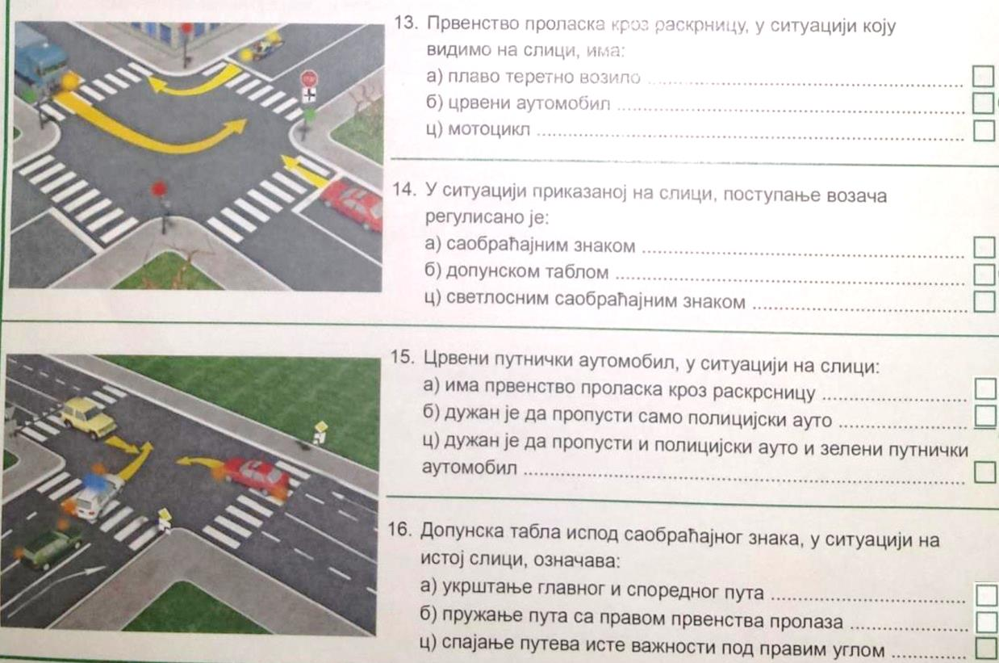 13. Првенство проласка кроз раскрницу, у ситуацији коју
видимо на слици, има:
а) плаво теретно возило
б) црвени аутомобил
ц) мотоцикл
14. У ситуацији приказаној на слици, поступање возача
регулисано је:
а) саобраћајним знаком
б) допунском таблом
ц) светлосним саобраћајним знаком
15. Црвени путнички аутомобил, у ситуацији на слици:
а) има првенство проласка кроз раскрсницу
б) дужан је да пропусти само полицијски ауто
ц) дужан је да пропусти и полицијски ауто и зелени путнички
аутомобил
16. Допунска табла испод саобраћајног знака, у ситуацији на
истој слици, означава:
а) укрштање главног и споредног пута
б) пружање пута са правом првенства пролаза
ц) спајање путева исте важности под правим углом